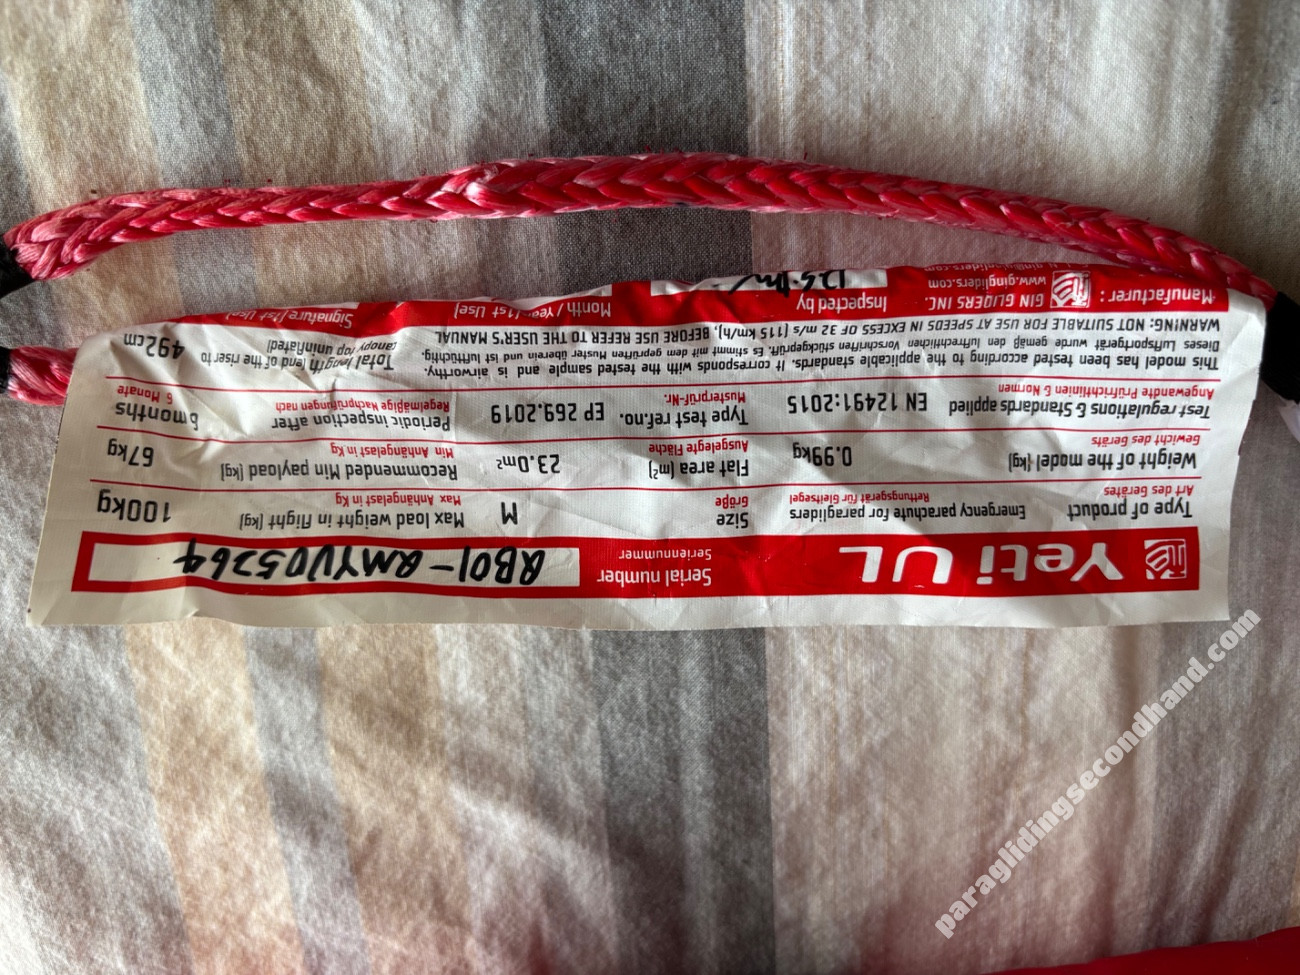 Yeti UL
Serial number
Seriennummer
Type of product
Art des Gerätes
Emergency parachute for paragliders
Rettungsgerät für Gleitsegel
Size
Größe
M
Max load weight in flight [kg]
Max Anhängelast in Kg
100kg
Weight of the model [kg]
Gewicht des Geräts
0.99kg
Flat area [m²]
Ausgelegte Fläche
23.0m²
Recommended Min payload [kg]
Min Anhängelast in Kg
67kg
Test regulations & Standards applied
Angewandte Prüfrichtlinien & Normen
EN 12491:2015
Type test ref.no.
Musterprüf-Nr.
EP 269.2019
Periodic inspection after
Regelmäßige Nachprüfungen nach
6 months
6 Monate
This model has been tested according to the applicable standards. It corresponds with the tested sample and is airworthy.
Dieses Luftsportgerät wurde gemäß den luftrechtlichen Vorschriften stückgeprüft. Es stimmt mit dem geprüften Muster überein und ist lufttüchtig.
WARNING: NOT SUITABLE FOR USE AT SPEEDS IN EXCESS OF 32 m/s [115 km/h], BEFORE USE REFER TO THE USER'S MANUAL
Total length (end of the riser to
canopy top uninflated)
492cm
Manufacturer :
GIN GLIDERS INC.
www.gingliders.com
Inspected by
Month / Year [1st Use]
Signature[1st Use]
paraglidingsecondhand.com